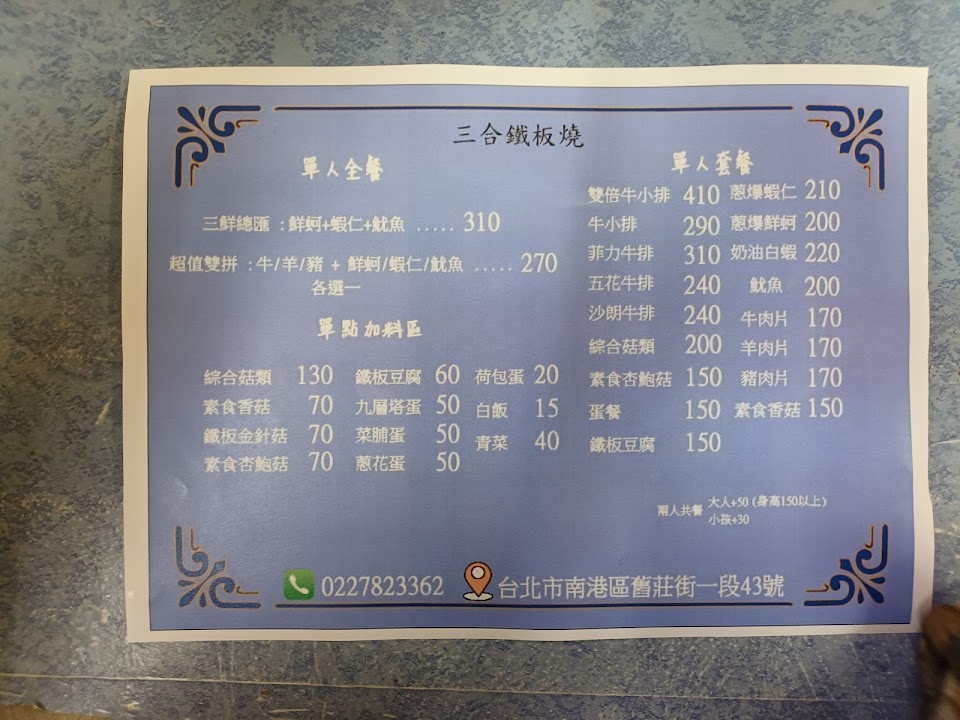 三合鐵板燒
單人全餐
三鮮總匯 : 鮮蚵+蝦仁+魷魚 ..... 310
超值雙拼 : 牛/羊/豬 + 鮮蚵/蝦仁/魷魚 ..... 270
各選一
單點加料區
綜合菇類 130 鐵板豆腐 60 荷包蛋 20
素食香菇 70 九層塔蛋 50 白飯 15
鐵板金針菇 70 菜脯蛋 50 青菜 40
素食杏鮑菇 70 蔥花蛋 50
單人套餐
雙倍牛小排 410 蔥爆蝦仁 210
牛小排 290 蔥爆鮮蚵 200
菲力牛排 310 奶油白蝦 220
五花牛排 240 魷魚 200
沙朗牛排 240 牛肉片 170
綜合菇類 200 羊肉片 170
素食杏鮑菇 150 豬肉片 170
蛋餐 150 素食香菇 150
鐵板豆腐 150
兩人共餐 大人+50 (身高150以上)
小孩+30
0227823362 台北市南港區舊莊街一段43號